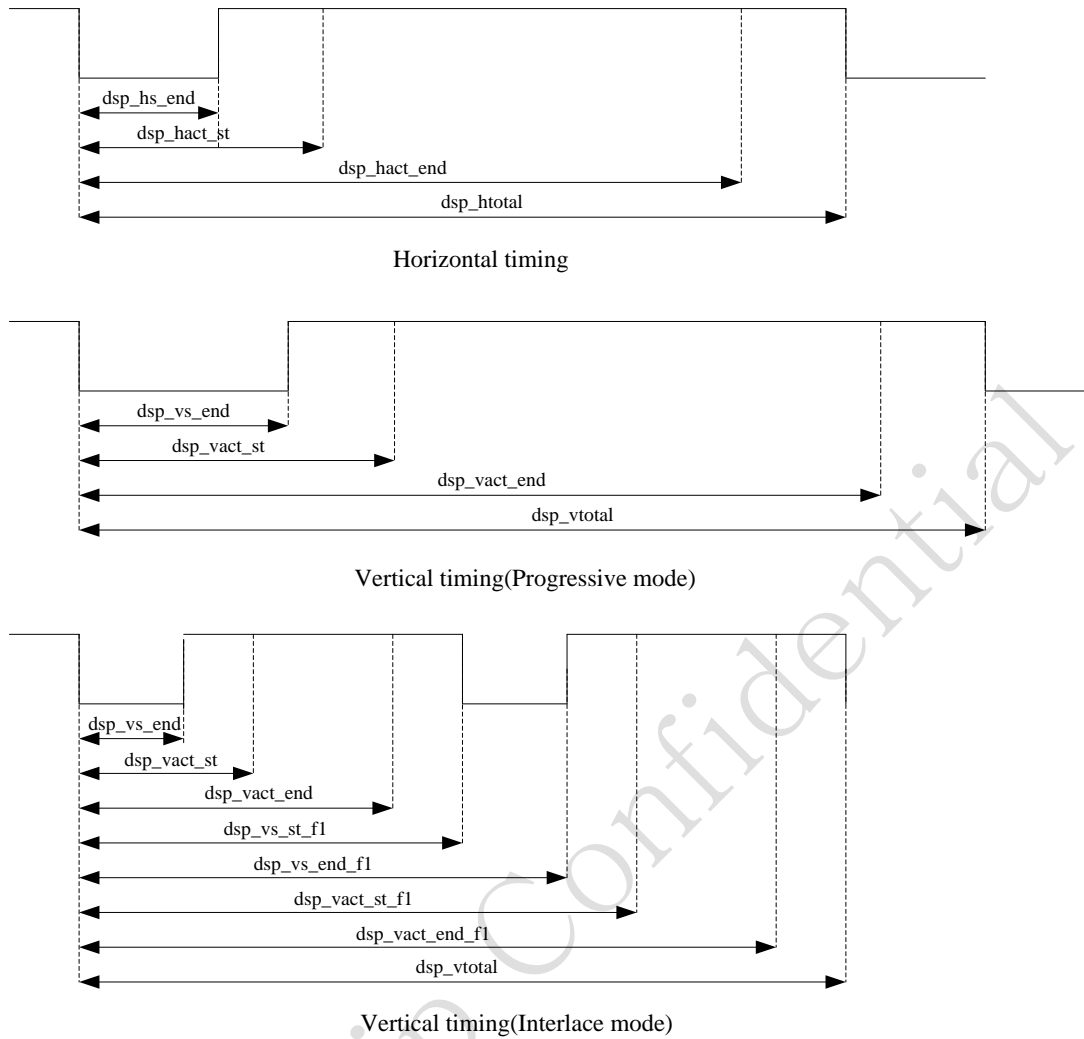 dsp_hs_end
dsp_hact_st
dsp_hact_end
dsp_htotal
Horizontal timing
dsp_vs_end
dsp_vact_st
dsp_vact_end
dsp_vtotal
Vertical timing(Progressive mode)
dsp_vs_end
dsp_vact_st
dsp_vact_end
dsp_vs_st_f1
dsp_vs_end_f1
dsp_vact_st_f1
dsp_vact_end_f1
dsp_vtotal
Vertical timing(Interlace mode)
Confidential